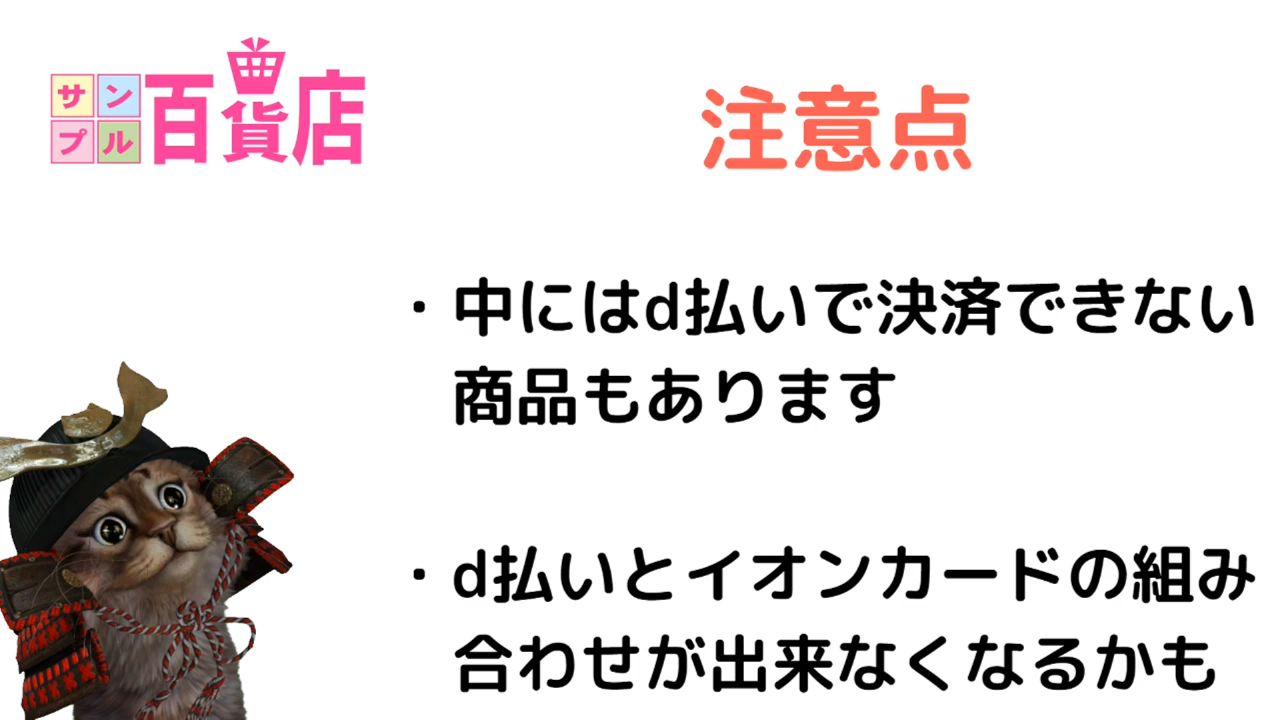 サンプル百貨店
注意点
・中にはd払いで決済できない
商品もあります
・d払いとイオンカードの組み
合わせが出来なくなるかも